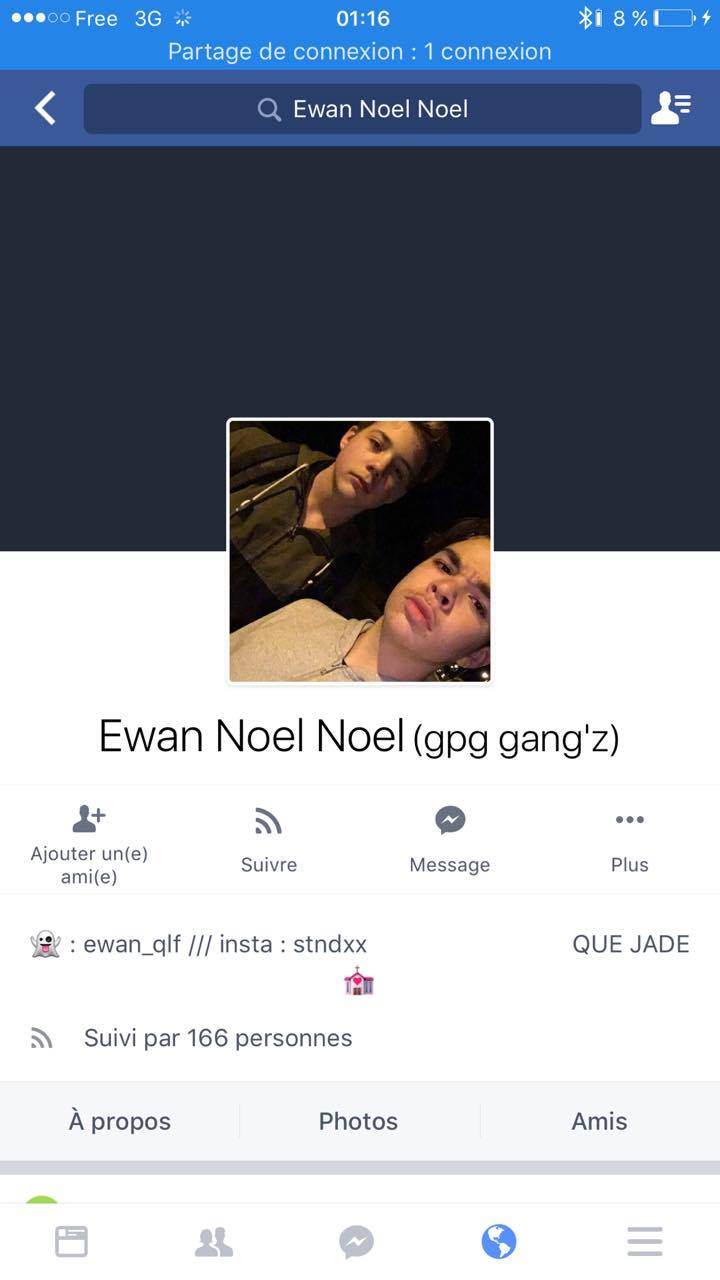 Free 3G 01:16 8 %
Partage de connexion : 1 connexion
Ewan Noel Noel
Ewan Noel Noel (gpg gang'z)
Ajouter un(e)
ami(e)
Suivre
Message
Plus
👻 : ewan_qlf /// insta : stndxx QUE JADE
💒
Suivi par 166 personnes
À propos
Photos
Amis